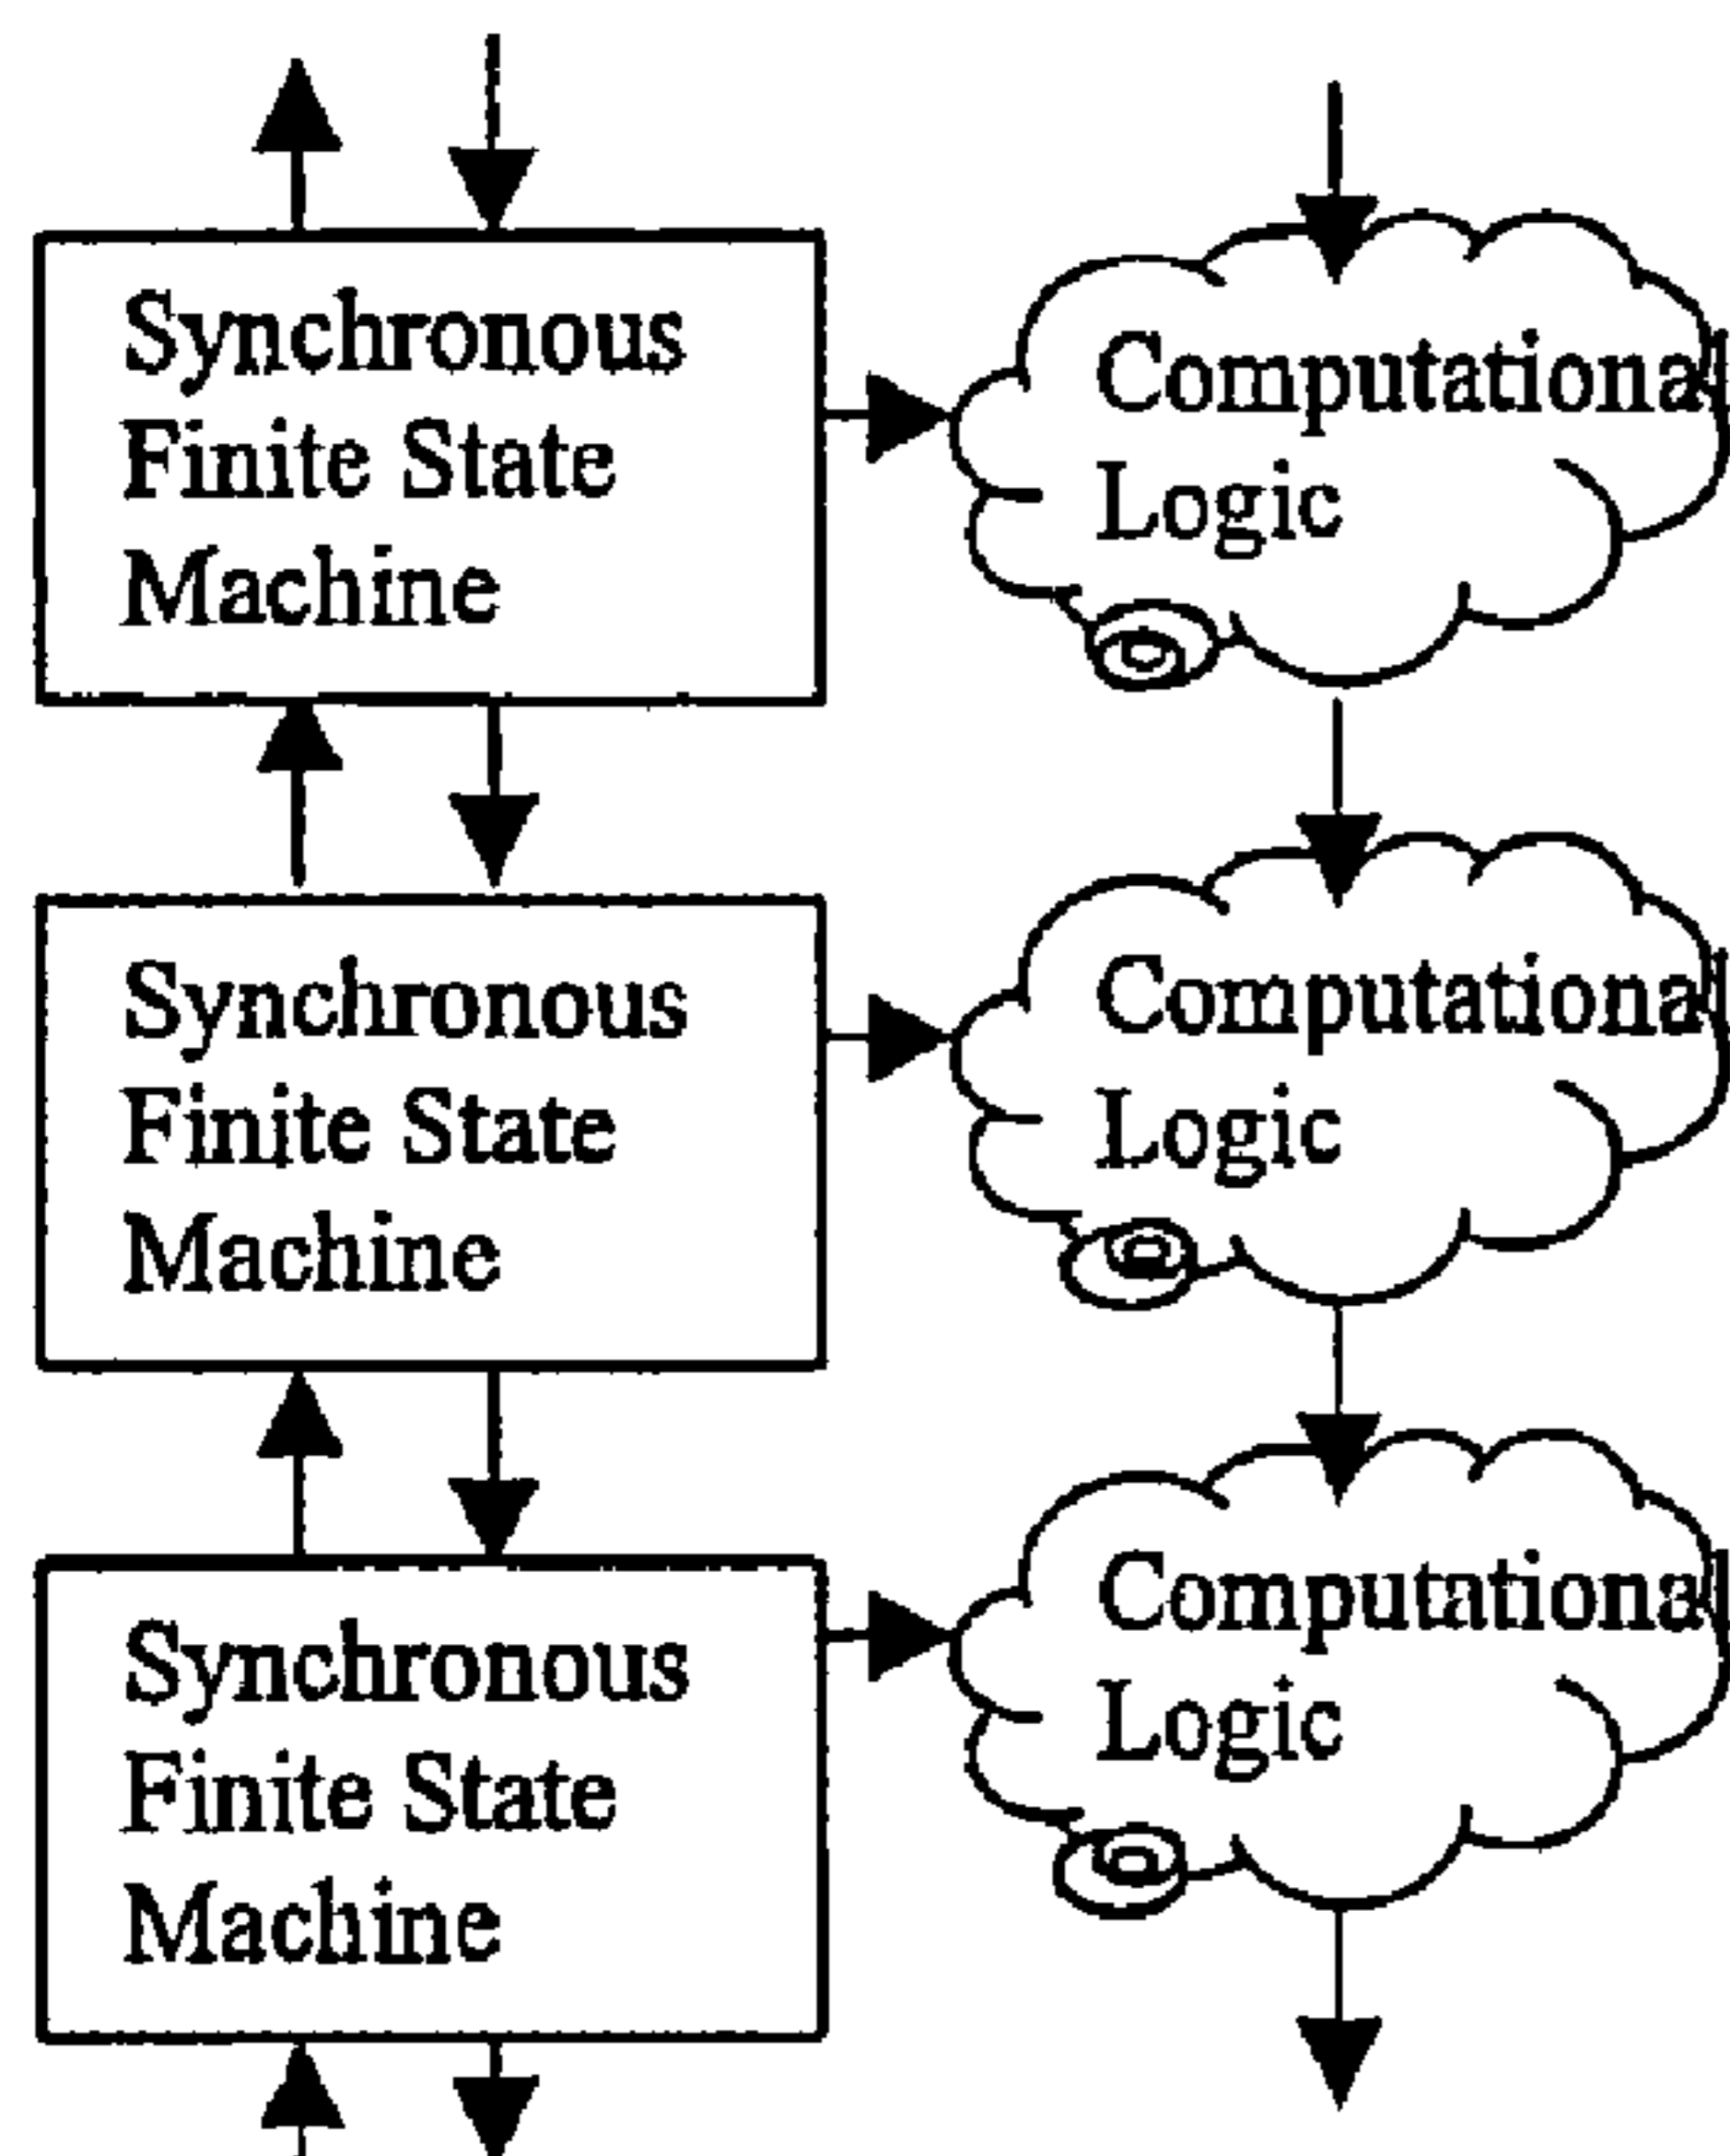 Synchronous
Finite State
Machine
Computational
Logic
Synchronous
Finite State
Machine
Computational
Logic
Synchronous
Finite State
Machine
Computational
Logic